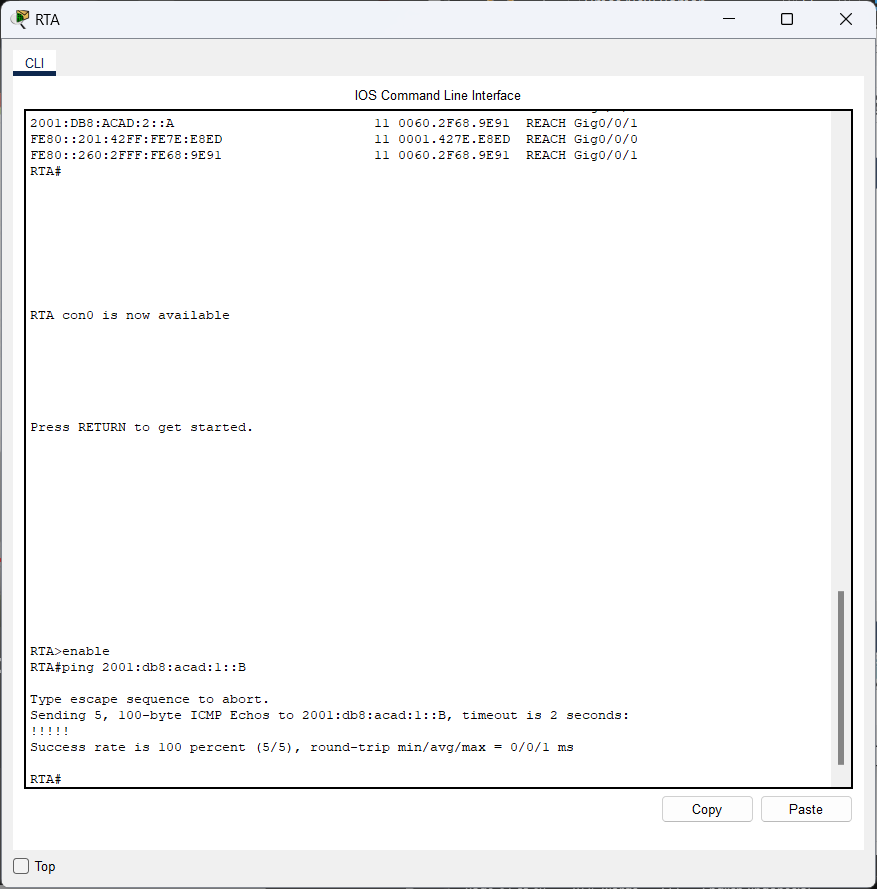 RTA
CLI
IOS Command Line Interface
2001:DB8:ACAD:2::A 11 0060.2F68.9E91 REACH Gig0/0/1
FE80::201:42FF:FE7E:E8ED 11 0001.427E.E8ED REACH Gig0/0/0
FE80::260:2FFF:FE68:9E91 11 0060.2F68.9E91 REACH Gig0/0/1
RTA#
RTA con0 is now available
Press RETURN to get started.
RTA>enable
RTA#ping 2001:db8:acad:1::B
Type escape sequence to abort.
Sending 5, 100-byte ICMP Echos to 2001:db8:acad:1::B, timeout is 2 seconds:
!!!!!
Success rate is 100 percent (5/5), round-trip min/avg/max = 0/0/1 ms
RTA#
Copy
Paste
Top